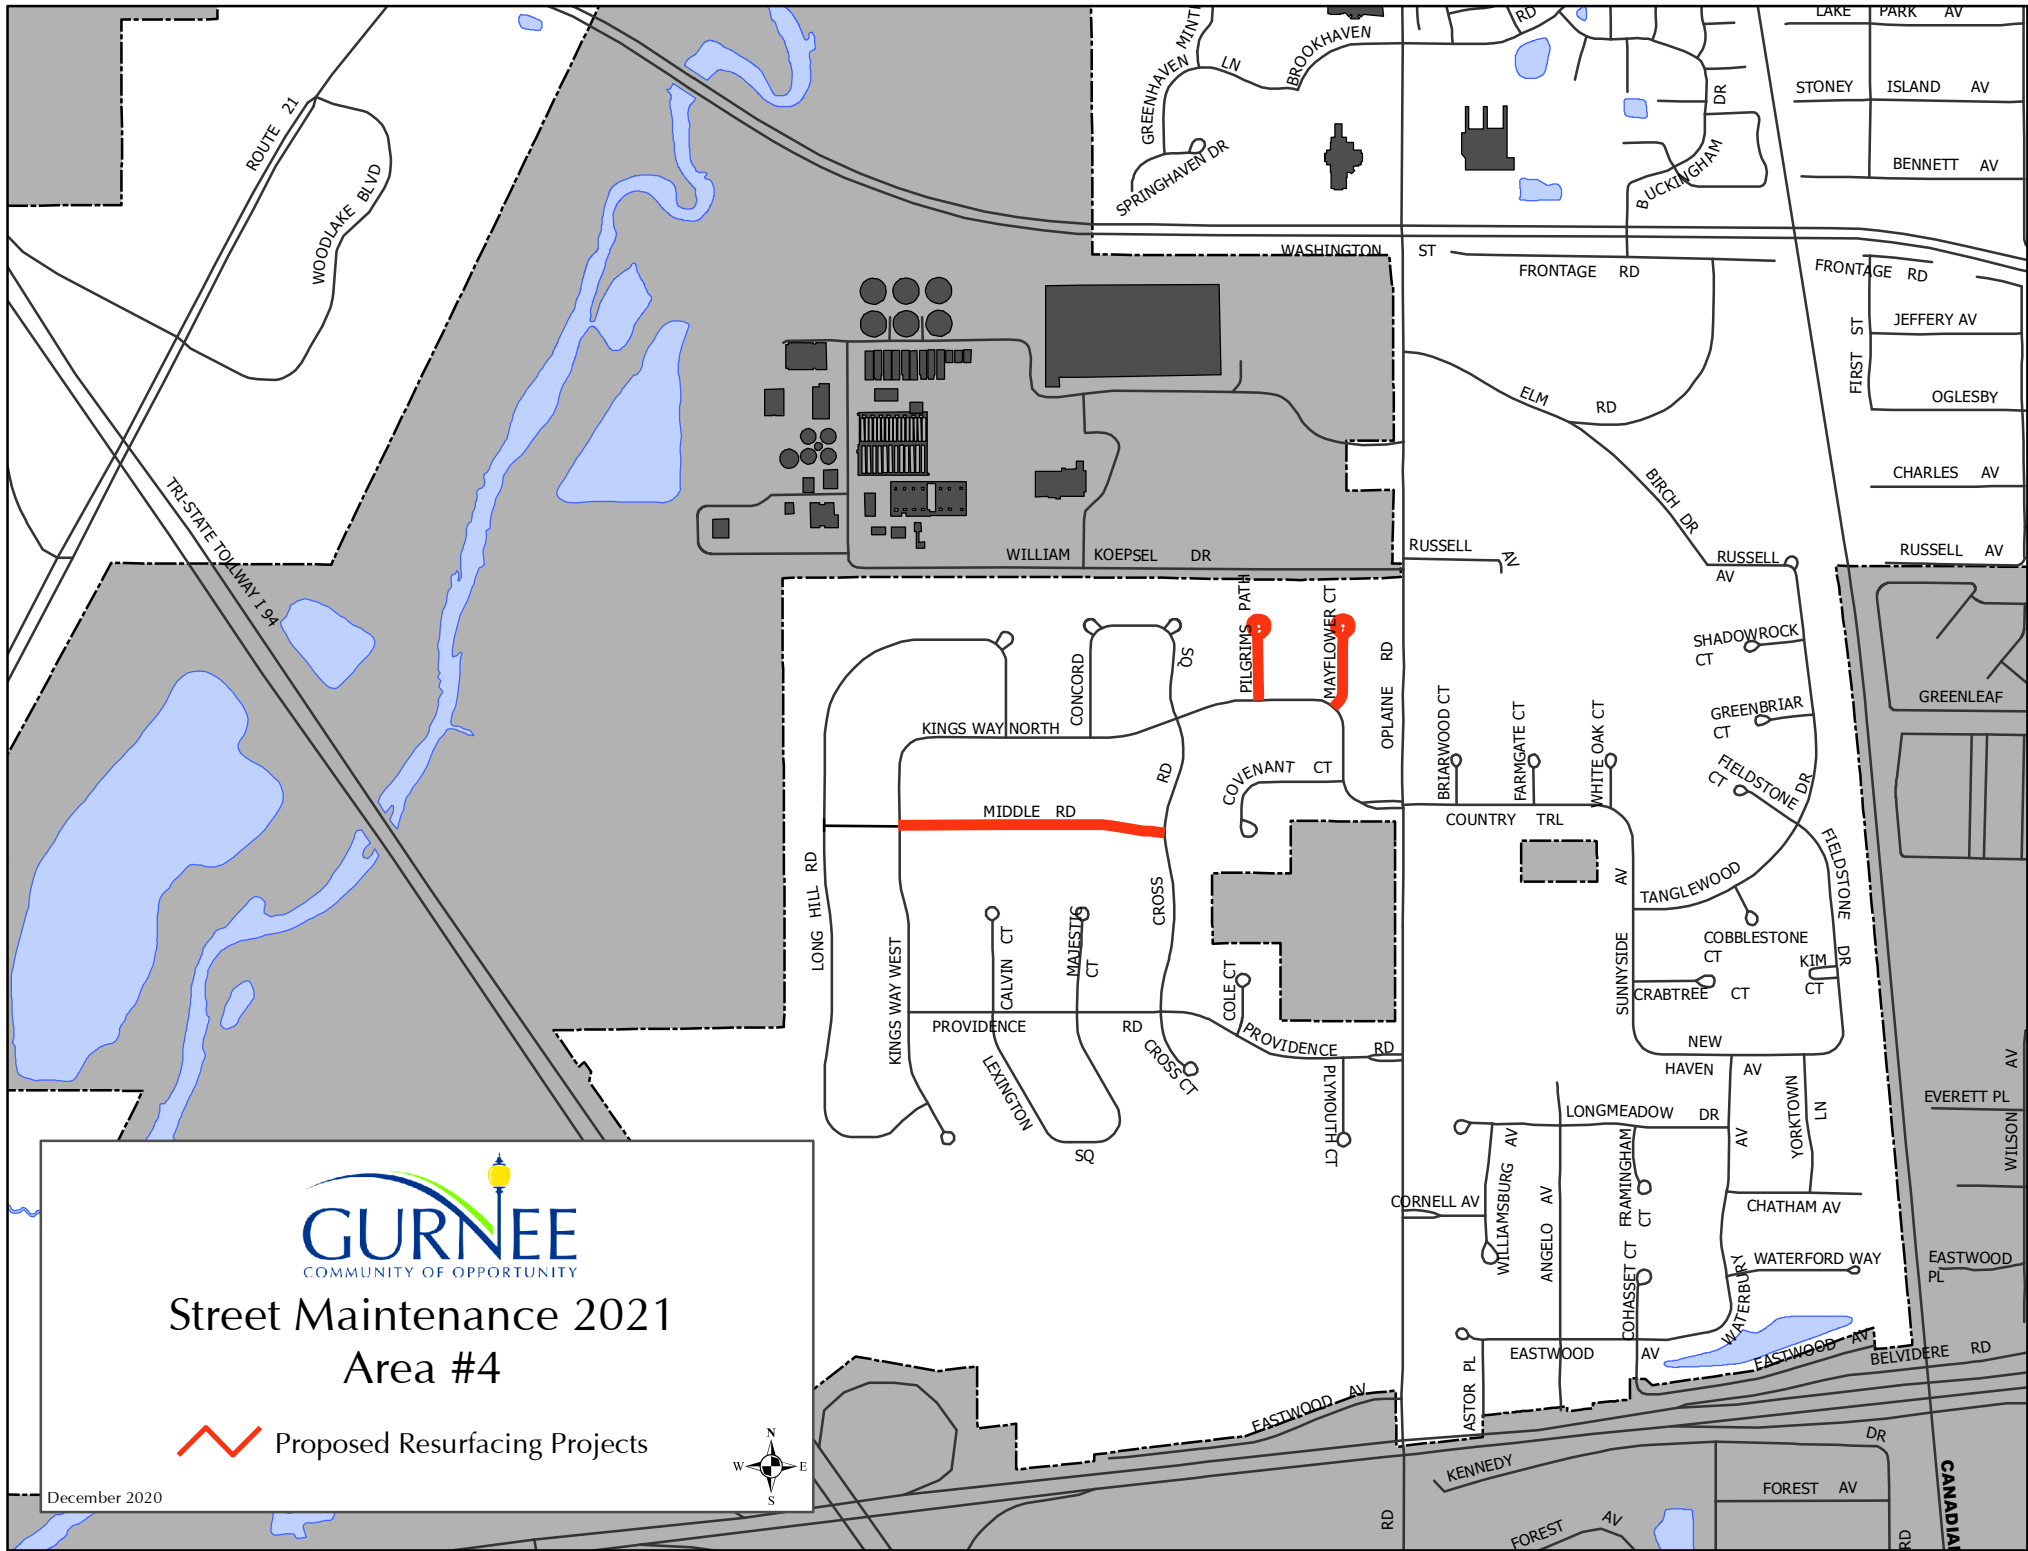 LAKE PARK AV
RD
GREENHAVEN
MINT
LN
BROOKHAVEN
STONEY ISLAND AV
DR
ROUTE 21
BENNETT AV
WOODLAKE BLVD
SPRINGHAVEN DR
BUCKINGHAM
WASHINGTON ST
FRONTAGE RD
FRONTAGE RD
FIRST ST
JEFFERY AV
ELM RD
OGLESBY
CHARLES AV
BIRCH DR
TRI-STATE TOLLWAY I 94
WILLIAM KOEPSEL DR
RUSSELL AV
RUSSELL AV
RUSSELL AV
PILGRIMS PATH
MAYFLOWER CT
SHADOWROCK CT
CONCORD SQ
OPLAINE RD
GREENLEAF
GREENBRIAR CT
KINGS WAY NORTH
BRIARWOOD CT
FARMGATE CT
WHITE OAK CT
COVENANT CT
RD
FIELDSTONE CT
DR
MIDDLE RD
COUNTRY TRL
LONG HILL RD
CROSS
AV
TANGLEWOOD
FIELDSTONE DR
CALVIN CT
MAJESTIC CT
COBBLESTONE CT
KIM CT
KINGS WAY WEST
COLE CT
SUNNYSIDE
CRABTREE CT
PROVIDENCE RD
PROVIDENCE RD
CROSS CT
NEW HAVEN AV
LEXINGTON
SQ
PLYMOUTH CT
LONGMEADOW DR
YORKTOWN LN
AV
EVERETT PL
WILSON
AV
AV
WILLIAMSBURG
CORNELL AV
ANGELO AV
FRAMINGHAM CT
CHATHAM AV
COHASSET CT
WATERFORD WAY
EASTWOOD PL
WATERBURY
EASTWOOD AV
EASTWOOD AV
BELVIDERE RD
ASTOR PL
EASTWOOD AV
KENNEDY
DR
FOREST AV
FOREST AV
RD
RD
CANADIA
GURNEE
COMMUNITY OF OPPORTUNITY
Street Maintenance 2021
Area #4
Proposed Resurfacing Projects
N
W E
S
December 2020